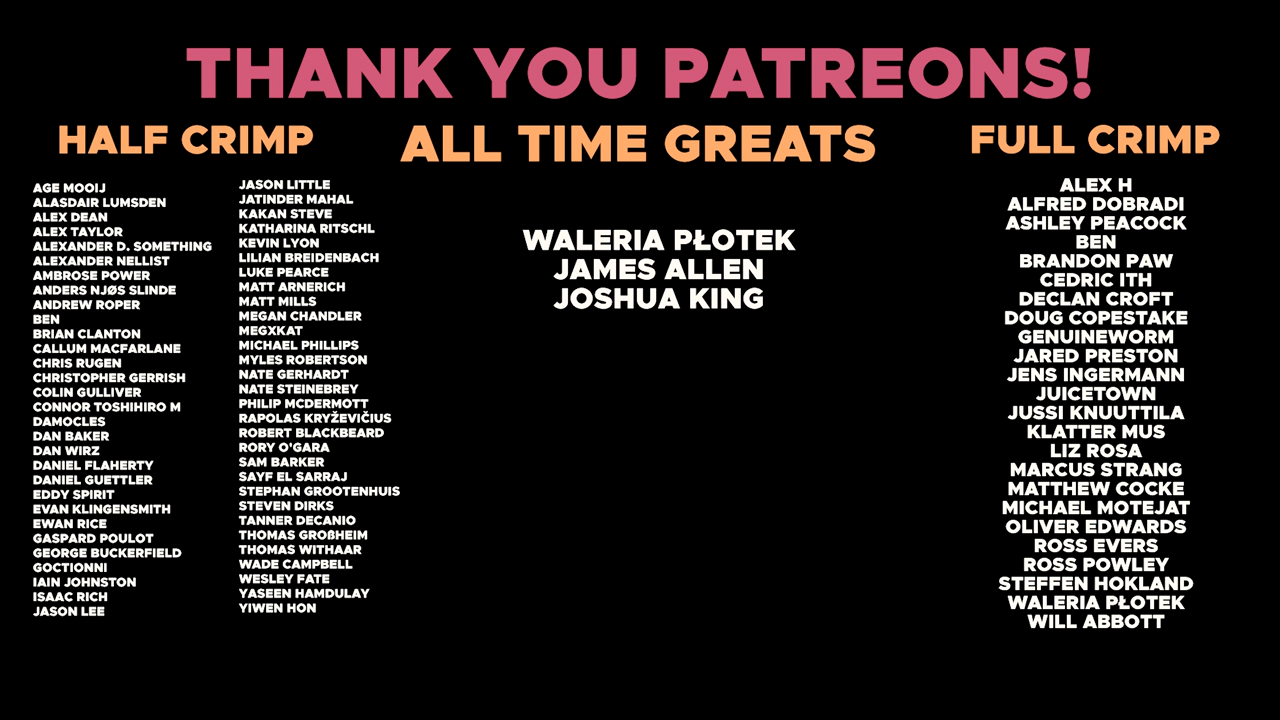 THANK YOU PATREONS!
HALF CRIMP
AGE MOOIJ
ALASDAIR LUMSDEN
ALEX DEAN
ALEX TAYLOR
ALEXANDER D. SOMETHING
ALEXANDER NELLIST
AMBROSE POWER
ANDERS NJØS SLINDE
ANDREW ROPER
BEN
BRIAN CLANTON
CALLUM MACFARLANE
CHRIS RUGEN
CHRISTOPHER GERRISH
COLIN GULLIVER
CONNOR TOSHIHIRO M
DAMOCLES
DAN BAKER
DAN WIRZ
DANIEL FLAHERTY
DANIEL GUETTLER
EDDY SPIRIT
EVAN KLINGENSMITH
EWAN RICE
GASPARD POULOT
GEORGE BUCKERFIELD
GOCTIONNI
IAIN JOHNSTON
ISAAC RICH
JASON LEE
JASON LITTLE
JATINDER MAHAL
KAKAN STEVE
KATHARINA RITSCHL
KEVIN LYON
LILIAN BREIDENBACH
LUKE PEARCE
MATT ARNERICH
MATT MILLS
MEGAN CHANDLER
MEGXKAT
MICHAEL PHILLIPS
MYLES ROBERTSON
NATE GERHARDT
NATE STEINEBREY
PHILIP MCDERMOTT
RAPOLAS KRYŽEVIČIUS
ROBERT BLACKBEARD
RORY O'GARA
SAM BARKER
SAYF EL SARRAJ
STEPHAN GROOTENHUIS
STEVEN DIRKS
TANNER DECANIO
THOMAS GROßHEIM
THOMAS WITHAAR
WADE CAMPBELL
WESLEY FATE
YASEEN HAMDULAY
YIWEN HON
ALL TIME GREATS
WALERIA PŁOTEK
JAMES ALLEN
JOSHUA KING
FULL CRIMP
ALEX H
ALFRED DOBRADI
ASHLEY PEACOCK
BEN
BRANDON PAW
CEDRIC ITH
DECLAN CROFT
DOUG COPESTAKE
GENUINEWORM
JARED PRESTON
JENS INGERMANN
JUICETOWN
JUSSI KNUUTTILA
KLATTER MUS
LIZ ROSA
MARCUS STRANG
MATTHEW COCKE
MICHAEL MOTEJAT
OLIVER EDWARDS
ROSS EVERS
ROSS POWLEY
STEFFEN HOKLAND
WALERIA PŁOTEK
WILL ABBOTT